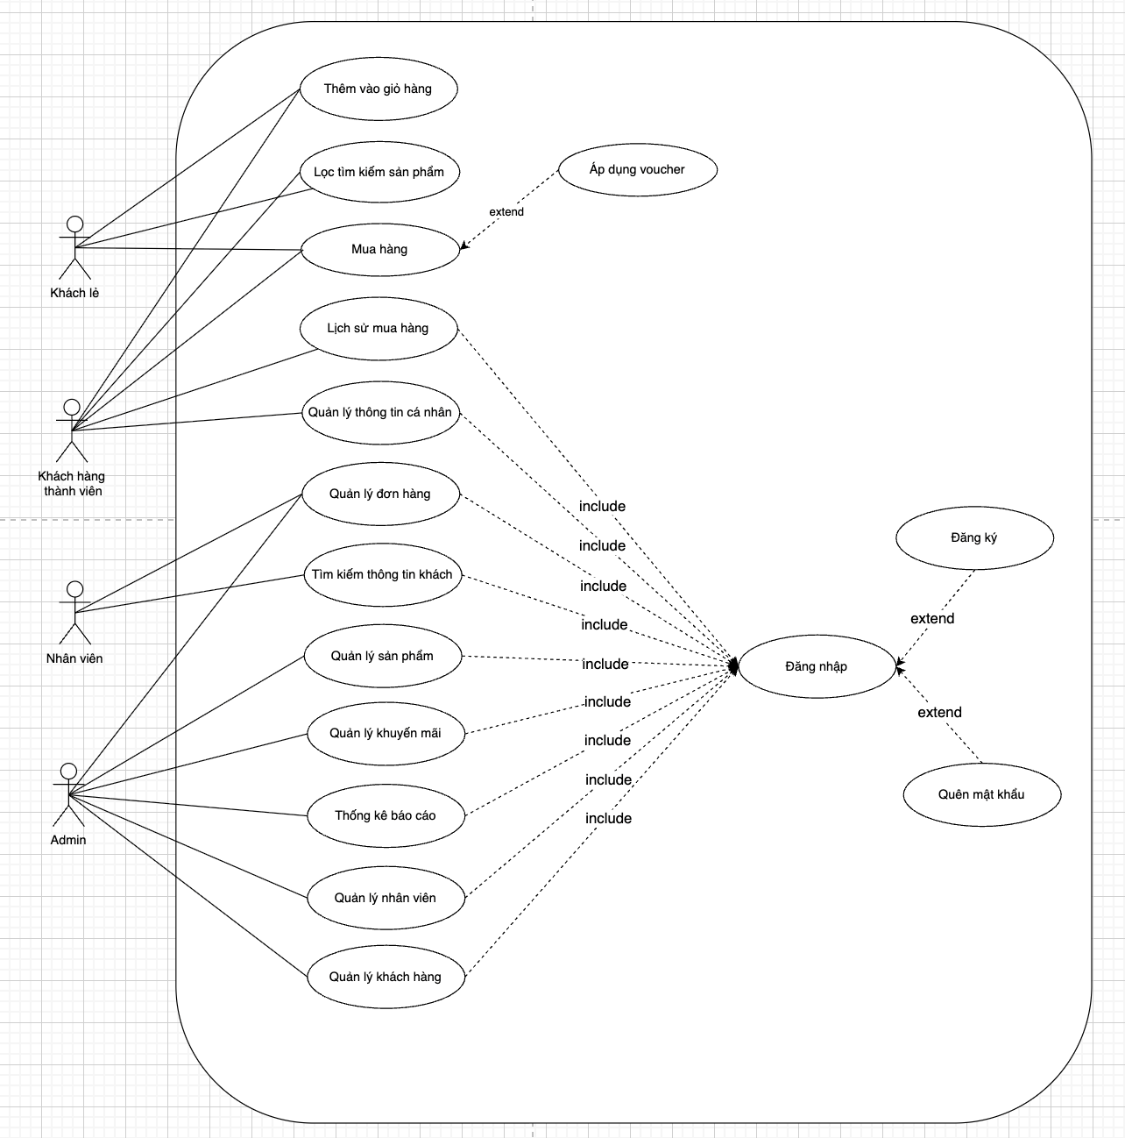 Thêm vào giỏ hàng
Lọc tìm kiếm sản phẩm
Áp dụng voucher
extend
Mua hàng
Khách lẻ
Lịch sử mua hàng
Quản lý thông tin cá nhân
Khách hàng
thành viên
Quản lý đơn hàng
include
include
include
include
include
include
include
include
include
Tìm kiếm thông tin khách
Nhân viên
Quản lý sản phẩm
Quản lý khuyến mãi
Thống kê báo cáo
Admin
Quản lý nhân viên
Quản lý khách hàng
Đăng ký
extend
Đăng nhập
extend
Quên mật khẩu